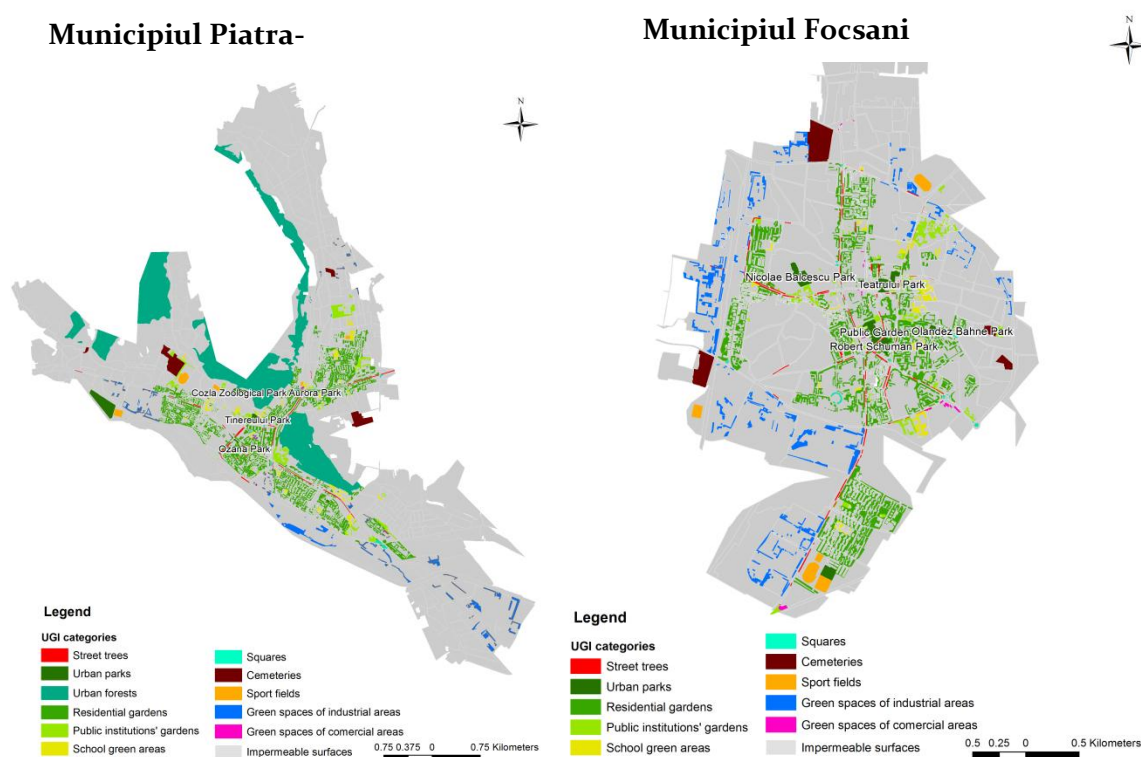 Municipiul Piatra-
N
Cozla Zoological Park Aurora Park
Tinereului Park
Ozana Park
Legend
UGI categories
Street trees
Urban parks
Urban forests
Residential gardens
Public institutions' gardens
School green areas
Squares
Cemeteries
Sport fields
Green spaces of industrial areas
Green spaces of comercial areas
Impermeable surfaces
0.75 0.375 0 0.75 Kilometers
Municipiul Focsani
N
Nicolae Balcescu Park
Teatrului Park
Public Garden Olandez Bahne Park
Robert Schuman Park
Legend
UGI categories
Street trees
Urban parks
Residential gardens
Public institutions' gardens
School green areas
Squares
Cemeteries
Sport fields
Green spaces of industrial areas
Green spaces of comercial areas
Impermeable surfaces
0.5 0.25 0 0.5 Kilometers